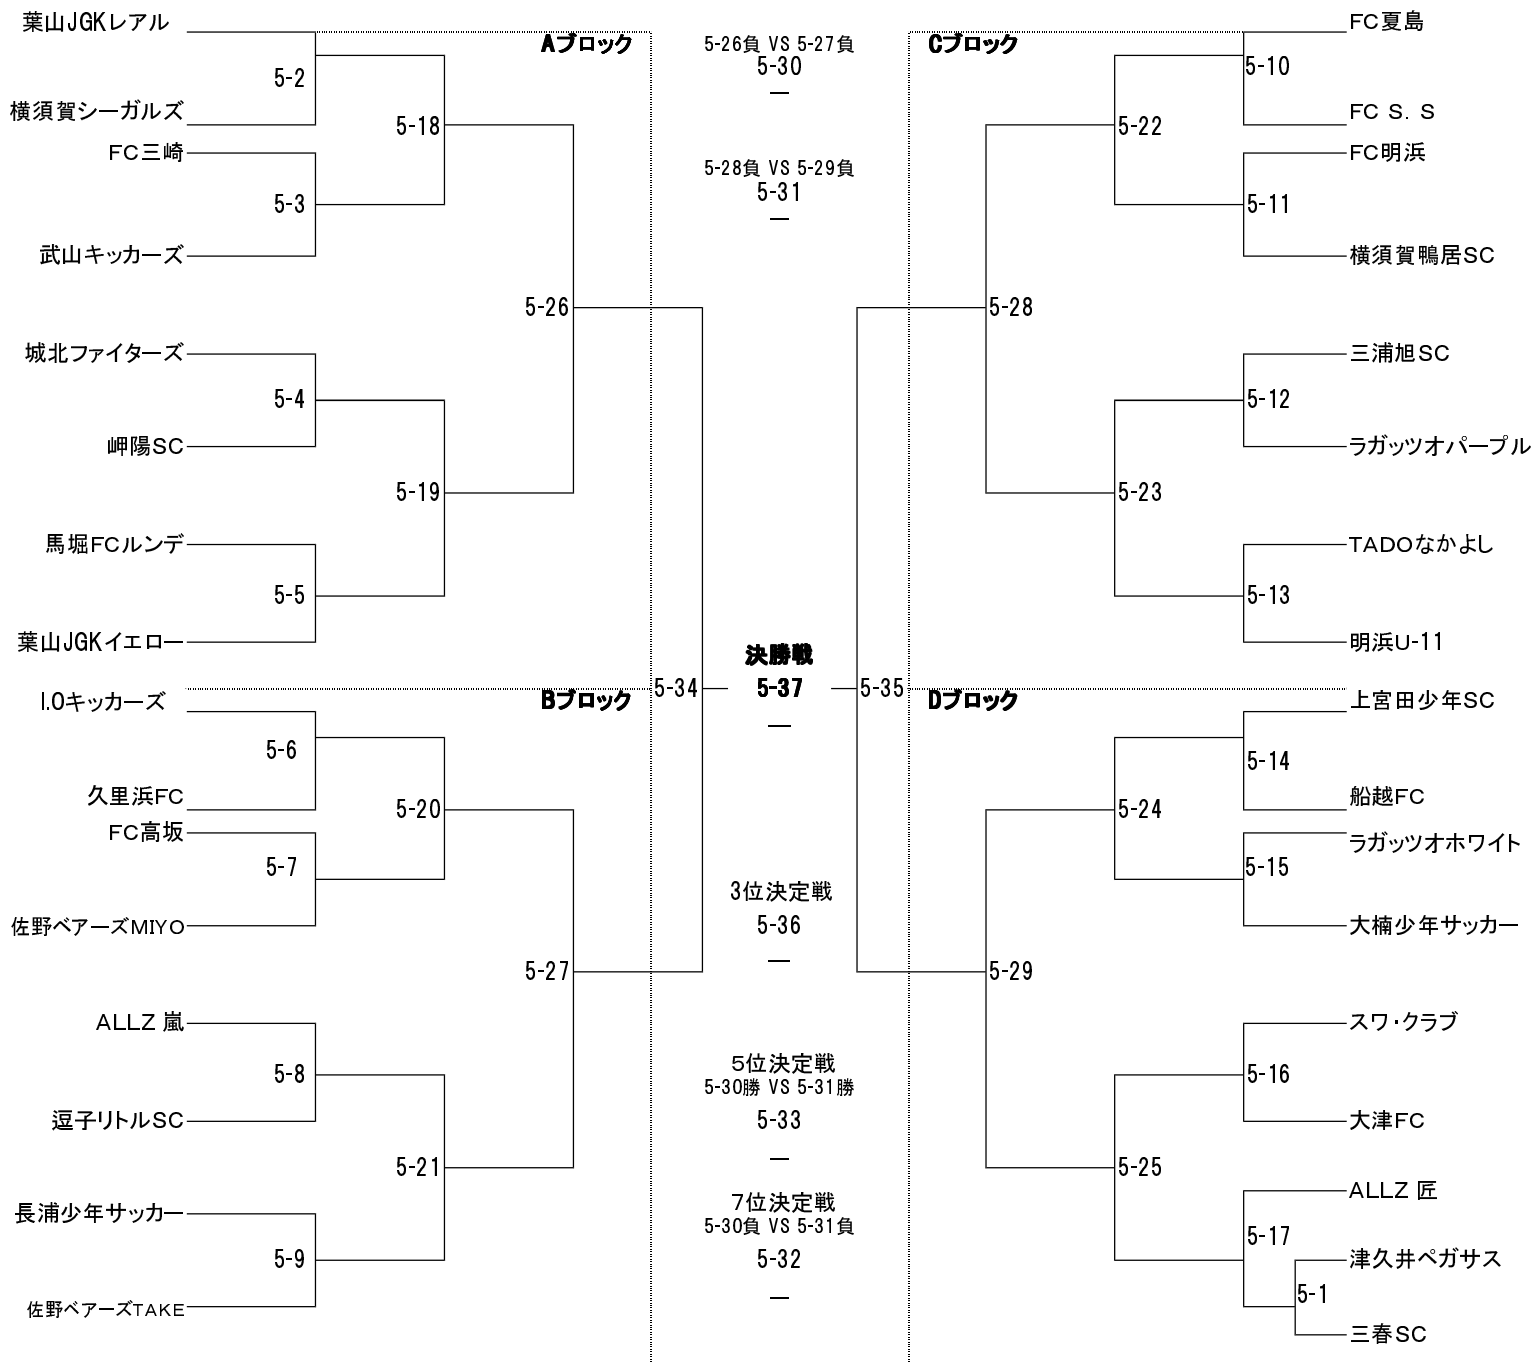 葉山JGKレアル
5-2
横須賀シーガルズ
5-18
FC三崎
5-3
武山キッカーズ
5-26
城北ファイターズ
5-4
岬陽SC
5-19
馬堀FCルンデ
5-5
葉山JGKイエロー
Aブロック
I.Oキッカーズ
5-6
久里浜FC
5-20
FC高坂
5-7
佐野ベアーズMIYO
5-27
ALLZ 嵐
5-8
逗子リトルSC
5-21
長浦少年サッカー
5-9
佐野ベアーズTAKE
Bブロック
5-34
5-26負 VS 5-27負
5-30
―
5-28負 VS 5-29負
5-31
―
決勝戦
5-37
―
3位決定戦
5-36
―
5位決定戦
5-30勝 VS 5-31勝
5-33
―
7位決定戦
5-30負 VS 5-31負
5-32
―
5-35
Cブロック
FC夏島
5-10
FC S．S
5-22
FC明浜
5-11
横須賀鴨居SC
5-28
三浦旭SC
5-12
ラガッツオパープル
5-23
TADOなかよし
5-13
明浜U-11
Dブロック
上宮田少年SC
5-14
船越FC
5-24
ラガッツオホワイト
5-15
大楠少年サッカー
5-29
スワ・クラブ
5-16
大津FC
5-25
ALLZ 匠
5-17
津久井ペガサス
5-1
三春SC